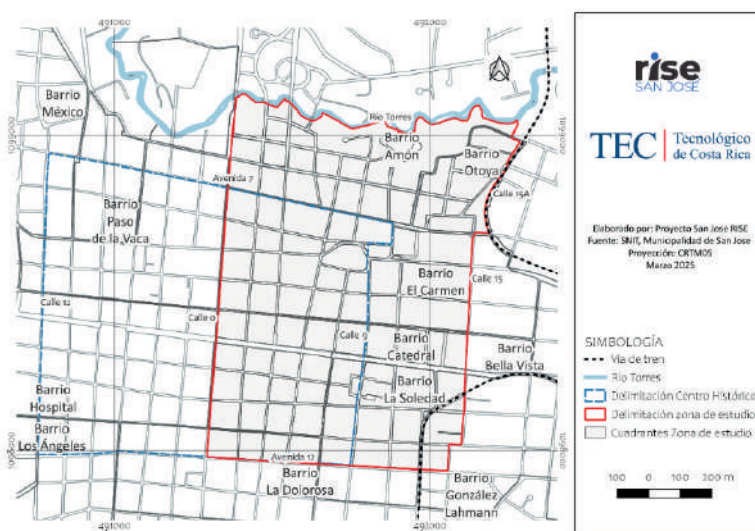 491000
491000
1099000
1099000
Barrio
México
Rio Torres
Barrio
Amón
Barrio
Otoya
Avenida 7
Calle 15A
Barrio
Paso
de la Vaca
Barrio
El Carmen
Calle 15
Calle 12
Calle 0
Calle 9
Barrio
Catedral
Barrio
Bella Vista
Barrio
La Soledad
Barrio
Hospital
Barrio
Los Ángeles
1098000
1098000
Avenida 12
Barrio
La Dolorosa
Barrio
González
Lahmann
491000
491000
rise
SAN JOSÉ
TEC | Tecnológico
de Costa Rica
Elaborado por: Proyecto San Jose RISE
Fuente: SNIT, Municipalidad de San Jose
Proyección: CRTM05
Marzo 2025
SIMBOLOGÍA
Vía de tren
Rio Torres
Delimitación Centro Histórico
Delimitación zona de estudio
Cuadrantes Zona de estudio
100 0 100 200 m